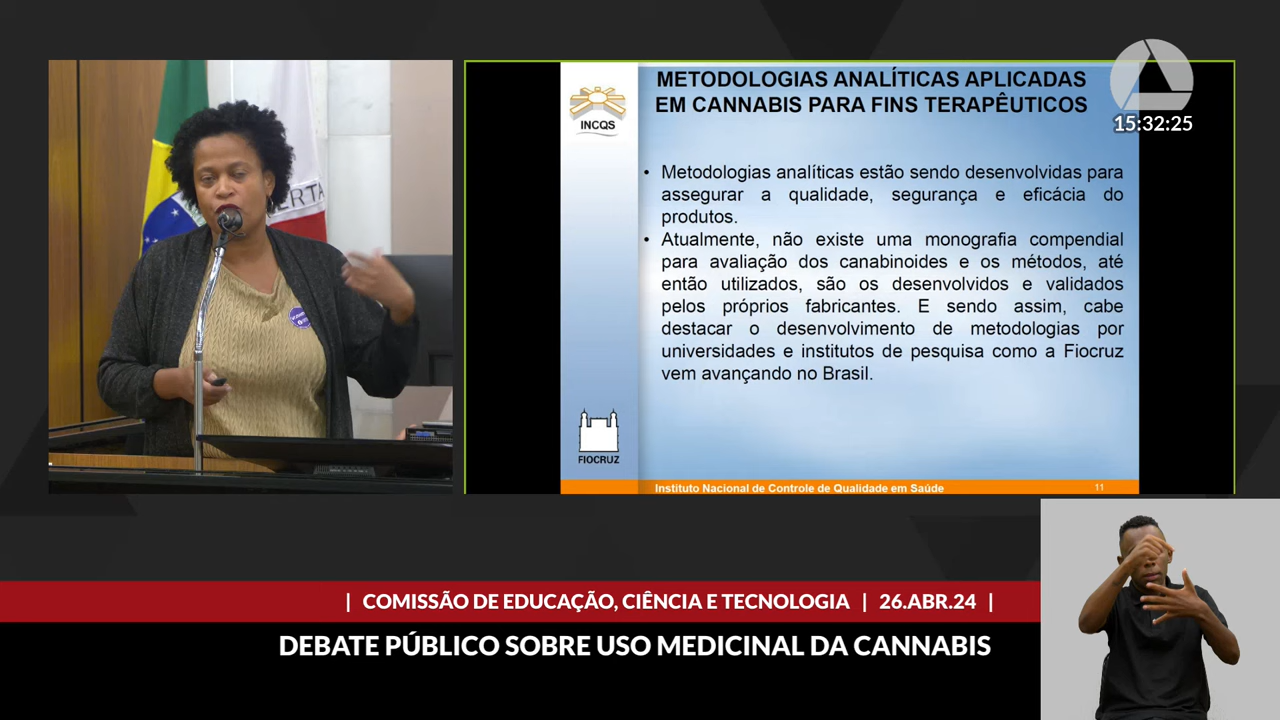 ERTA
METODOLOGIAS ANALÍTICAS APLICADAS
EM CANNABIS PARA FINS TERAPÊUTICOS
15:32:25
INCQS
• Metodologias analíticas estão sendo desenvolvidas para
assegurar a qualidade, segurança e eficácia do
produtos.
• Atualmente, não existe uma monografia compendial
para avaliação dos canabinoides e os métodos, até
então utilizados, são os desenvolvidos e validados
pelos próprios fabricantes. E sendo assim, cabe
destacar o desenvolvimento de metodologias por
universidades e institutos de pesquisa como a Fiocruz
vem avançando no Brasil.
FIOCRUZ
Instituto Nacional de Controle de Qualidade em Saúde
11
| COMISSÃO DE EDUCAÇÃO, CIÊNCIA E TECNOLOGIA | 26.ABR.24 |
DEBATE PÚBLICO SOBRE USO MEDICINAL DA CANNABIS